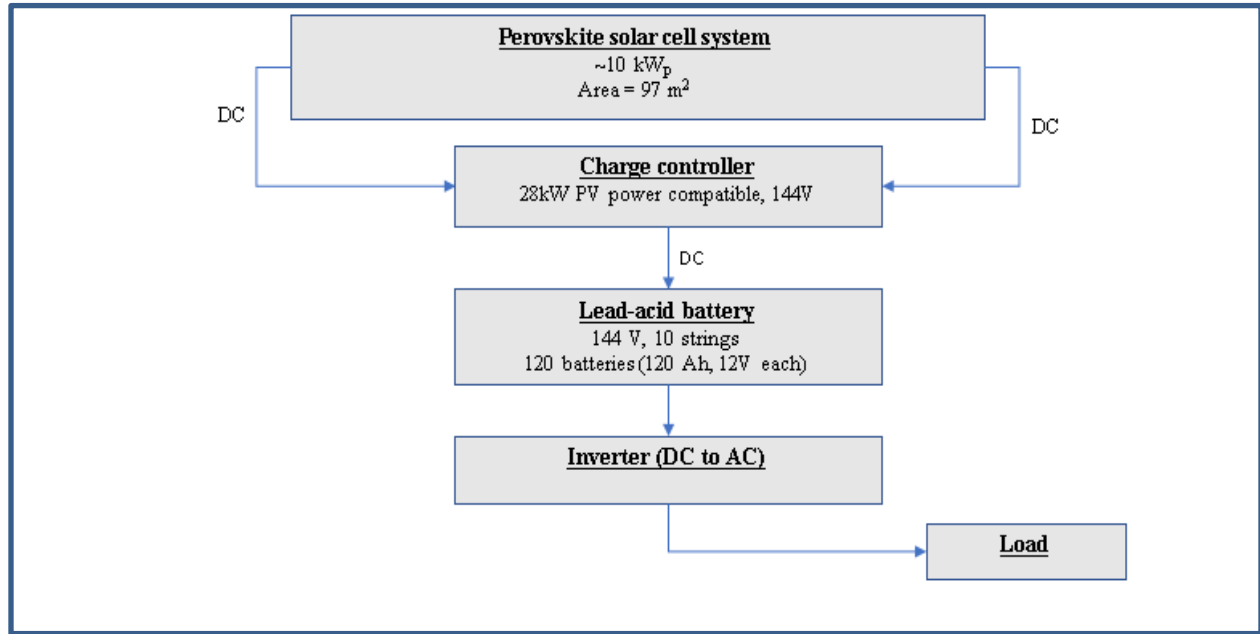 Perovskite solar cell system
~10 kWp
Area = 97 m²
DC
DC
Charge controller
28kW PV power compatible, 144V
DC
Lead-acid battery
144 V, 10 strings
120 batteries (120 Ah, 12V each)
Inverter (DC to AC)
Load